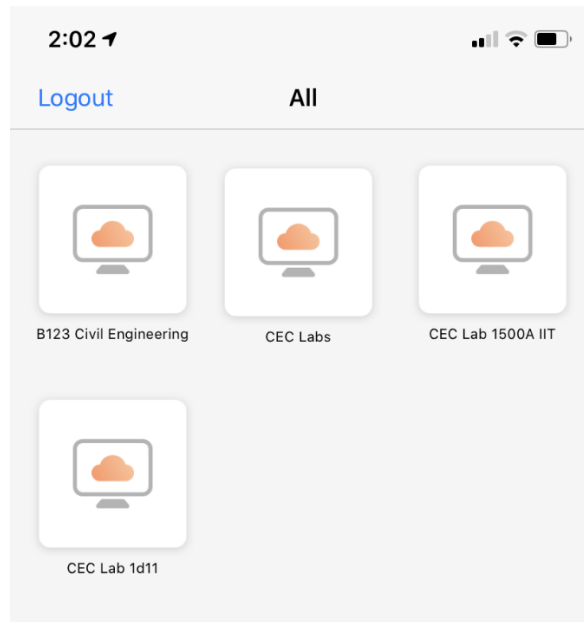 2:02
Logout
All
B123 Civil Engineering
CEC Labs
CEC Lab 1500A IIT
CEC Lab 1d11